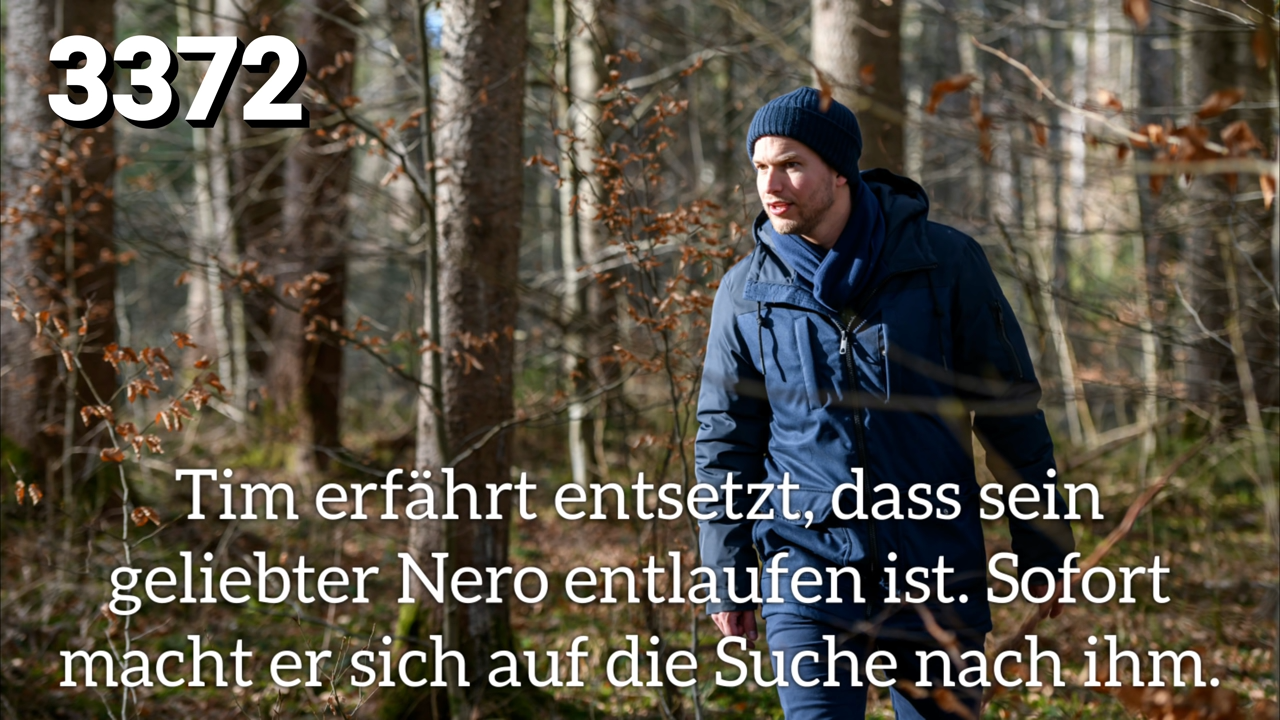 3372
Tim erfährt entsetzt, dass sein
geliebter Nero entlaufen ist. Sofort
macht er sich auf die Suche nach ihm.